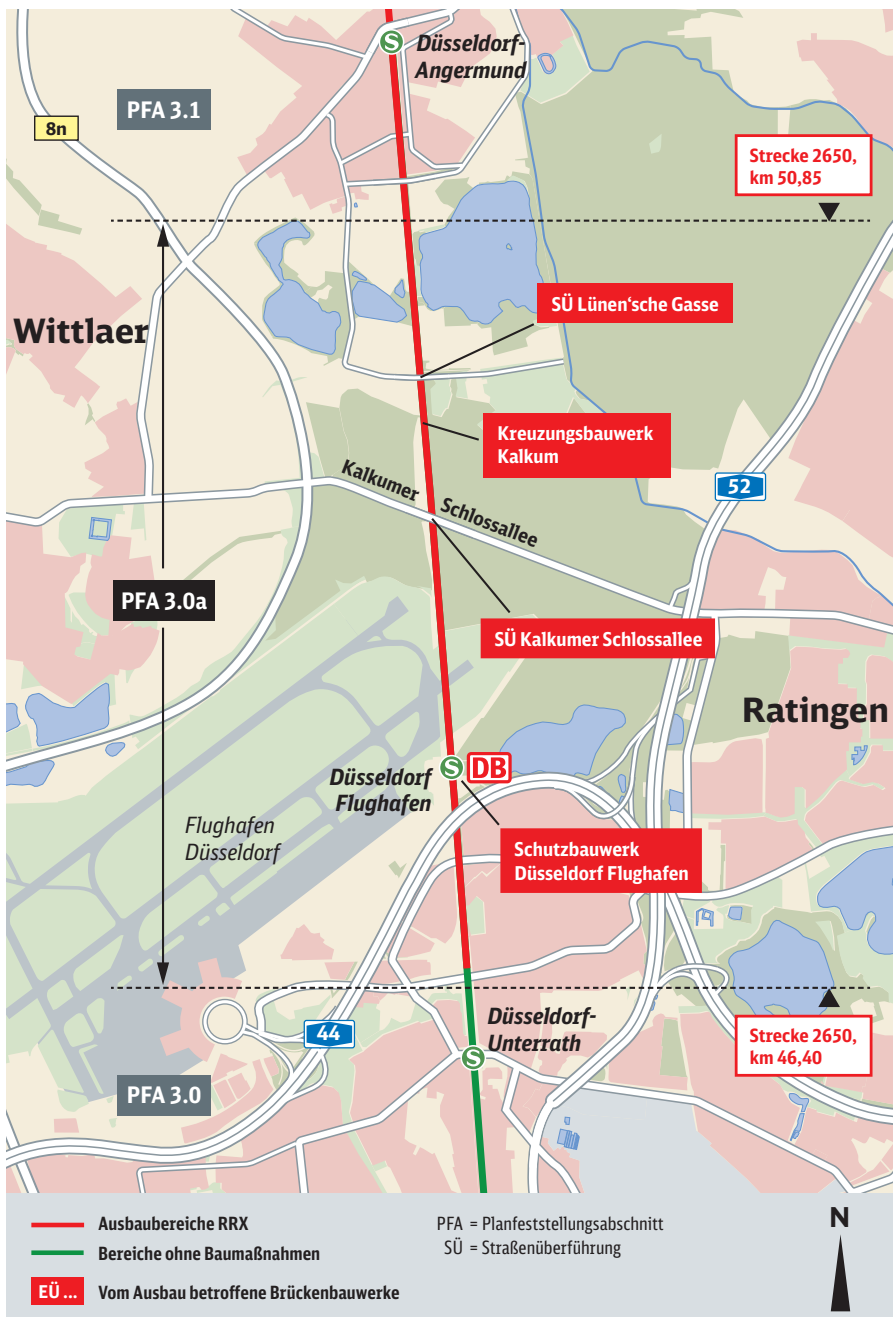 S
Düsseldorf-
Angermund
PFA 3.1
8n
Strecke 2650,
km 50,85
SÜ Lünen‘sche Gasse
Wittlaer
Kreuzungsbauwerk
Kalkum
Kalkumer Schlossallee
52
PFA 3.0a
SÜ Kalkumer Schlossallee
Ratingen
Düsseldorf
Flughafen
S
DB
Flughafen
Düsseldorf
Schutzbauwerk
Düsseldorf Flughafen
44
Düsseldorf-
Unterrath
S
Strecke 2650,
km 46,40
PFA 3.0
Ausbaubereiche RRX
Bereiche ohne Baumaßnahmen
EÜ ... Vom Ausbau betroffene Brückenbauwerke
PFA = Planfeststellungsabschnitt
SÜ = Straßenüberführung
N